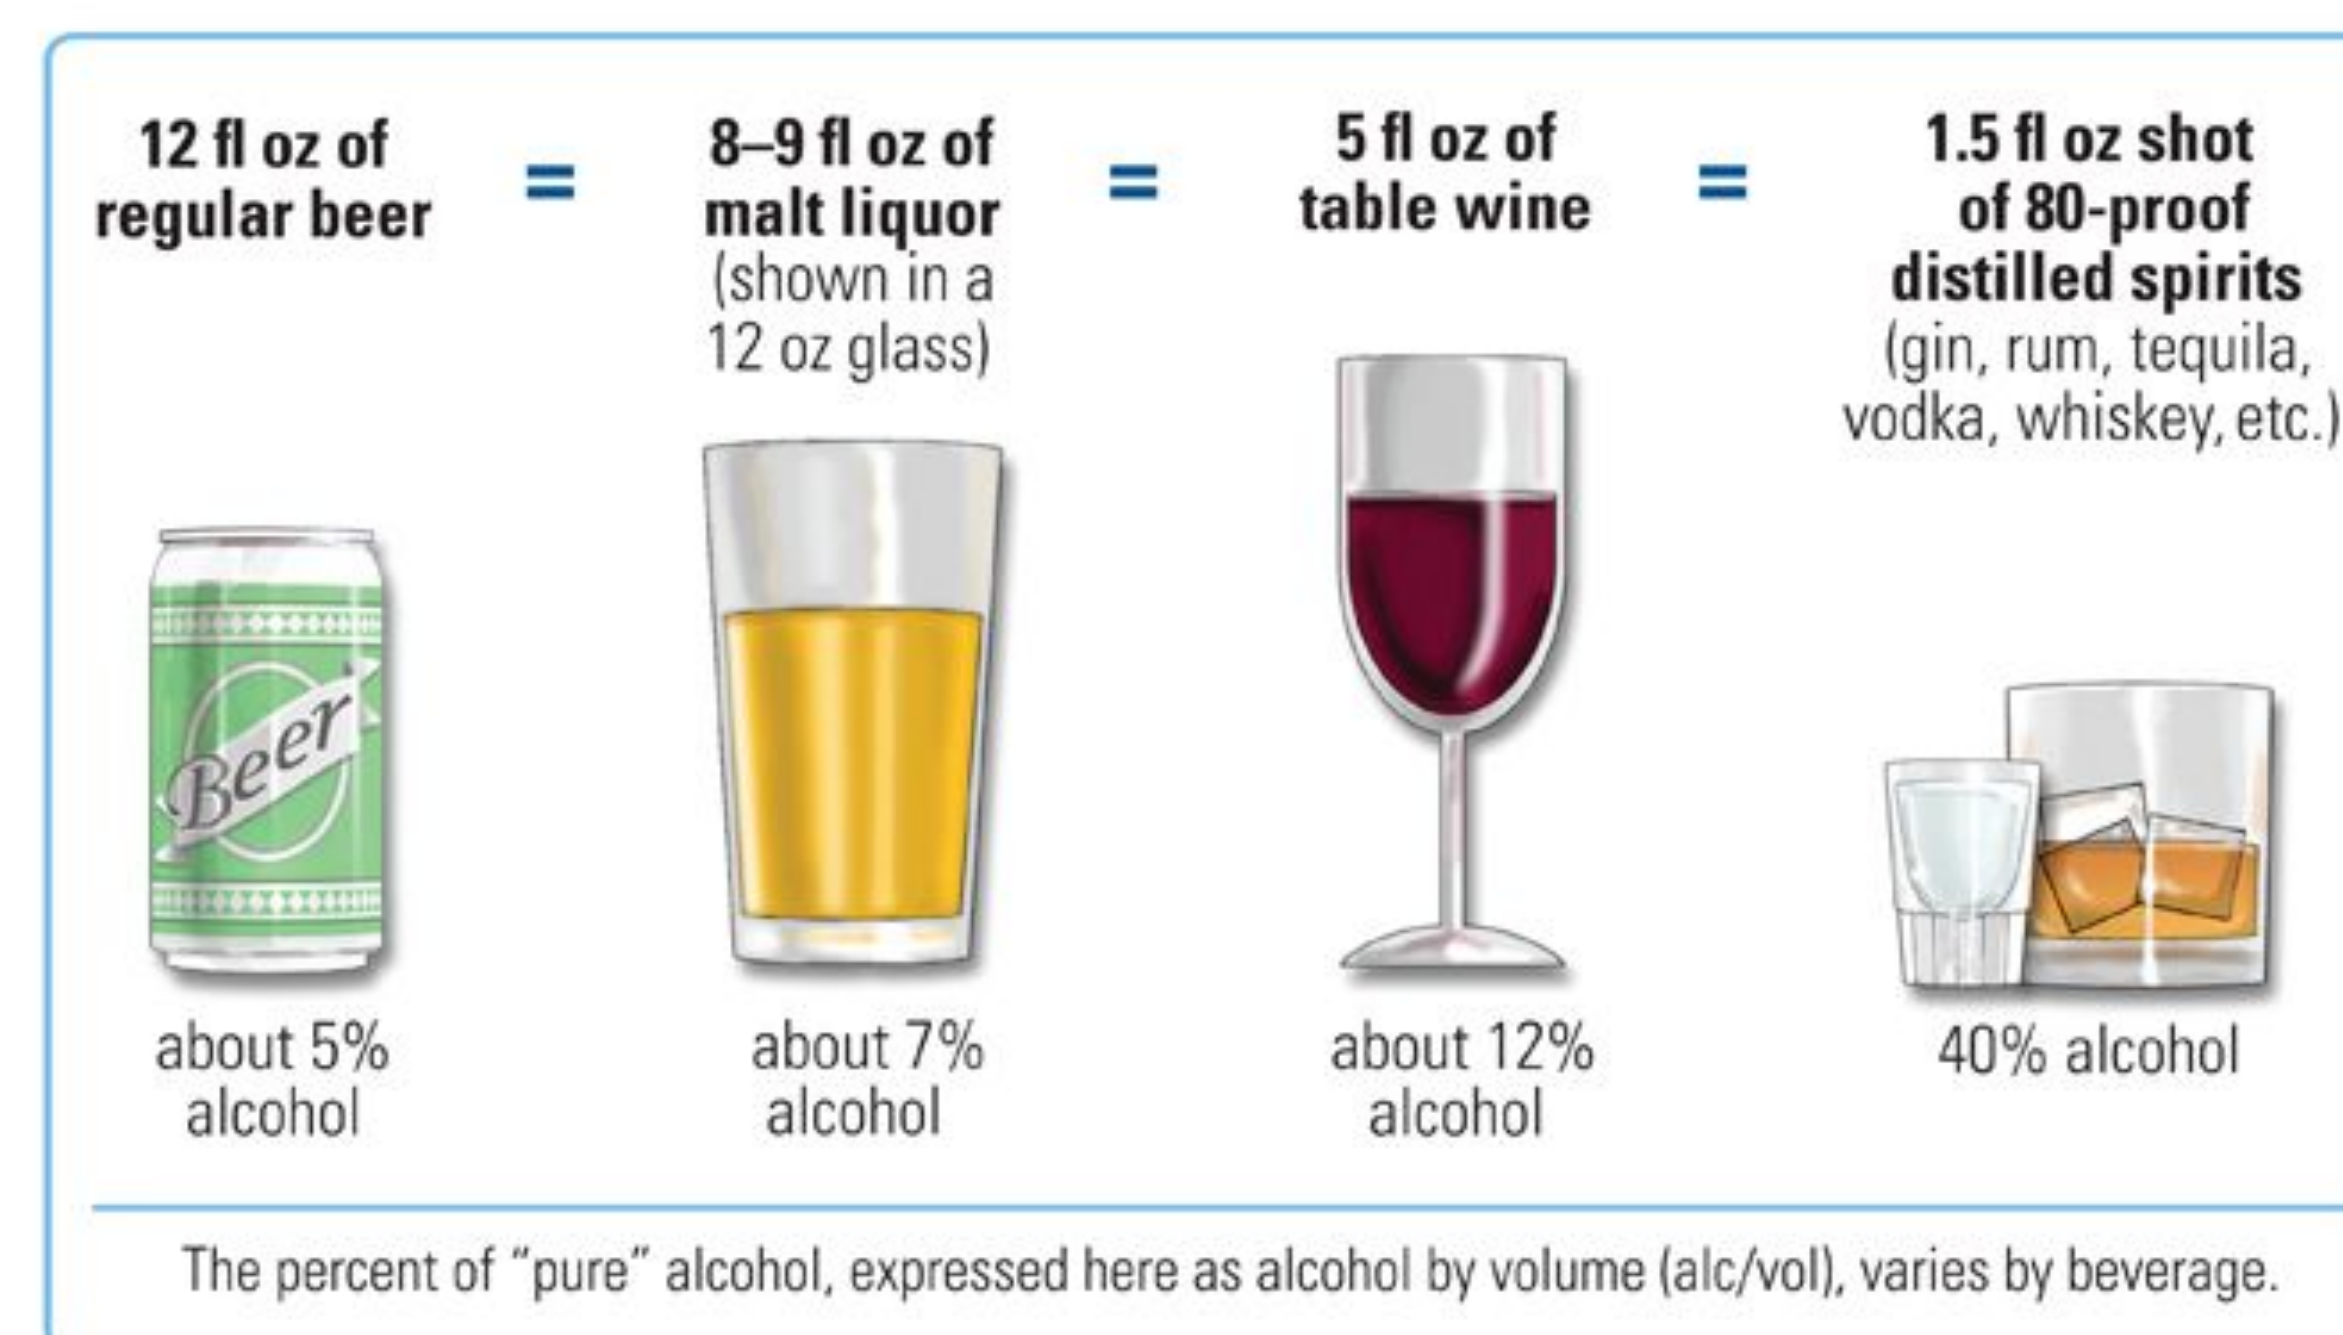 12 fl oz of
regular beer
=
8–9 fl oz of
malt liquor
(shown in a
12 oz glass)
=
5 fl oz of
table wine
=
1.5 fl oz shot
of 80-proof
distilled spirits
(gin, rum, tequila,
vodka, whiskey, etc.)
Beer
about 5%
alcohol
about 7%
alcohol
about 12%
alcohol
40% alcohol
The percent of “pure” alcohol, expressed here as alcohol by volume (alc/vol), varies by beverage.